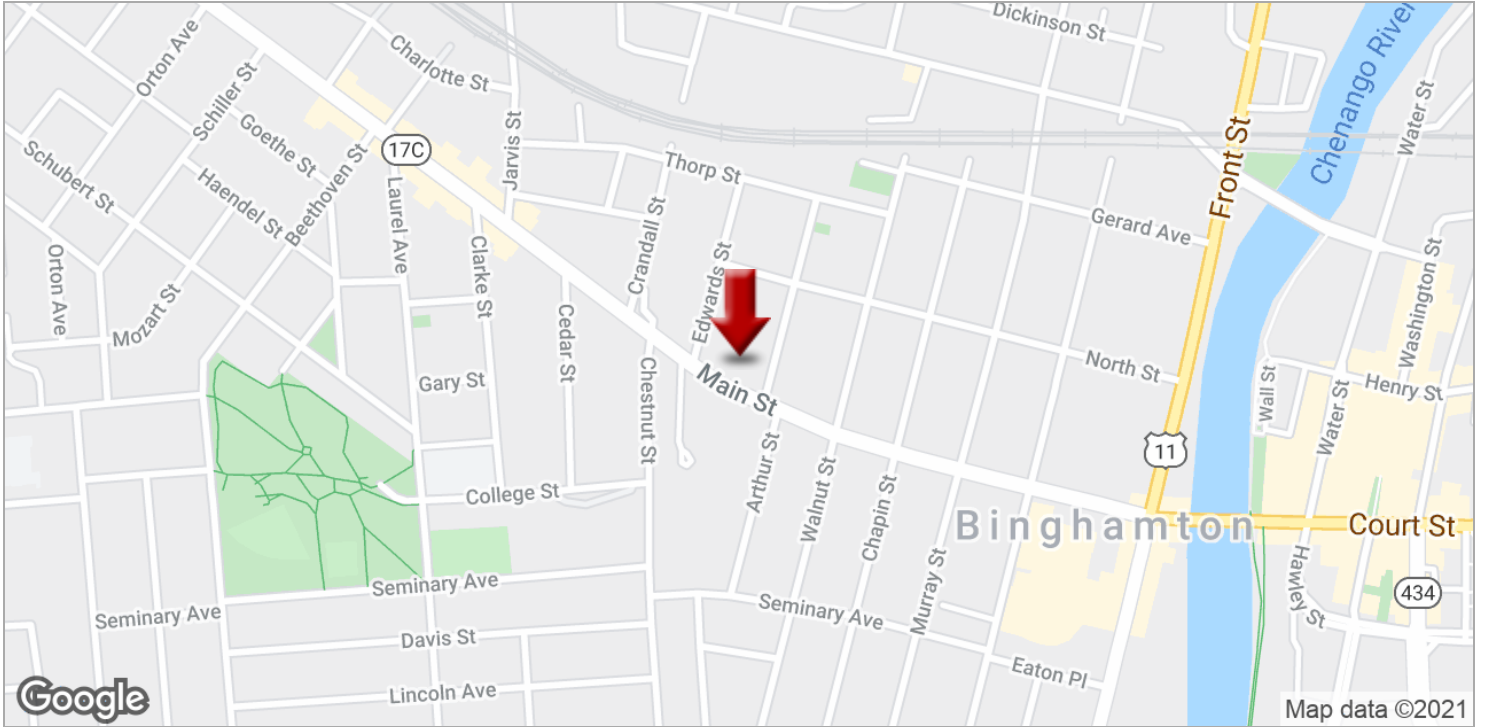 Dickinson St
Orton Ave
Charlotte St
Schiller St
Chenango River
Water St
Goethe St
Jarvis St
17C
Front St
Schubert St
Haendel St
Beethoven St
Thorp St
Laurel Ave
Crandall St
Gerard Ave
Clarke St
Edwards St
Washington St
Orton Ave
Mozart St
Cedar St
North St
Gary St
Chestnut St
Main St
Wall St
Henry St
Water St
Arthur St
11
Walnut St
Chapin St
College St
Binghamton
Court St
Murray St
Hawley St
434
Seminary Ave
Seminary Ave
Seminary Ave
Davis St
Eaton Pl
Lincoln Ave
Google
Map data ©2021